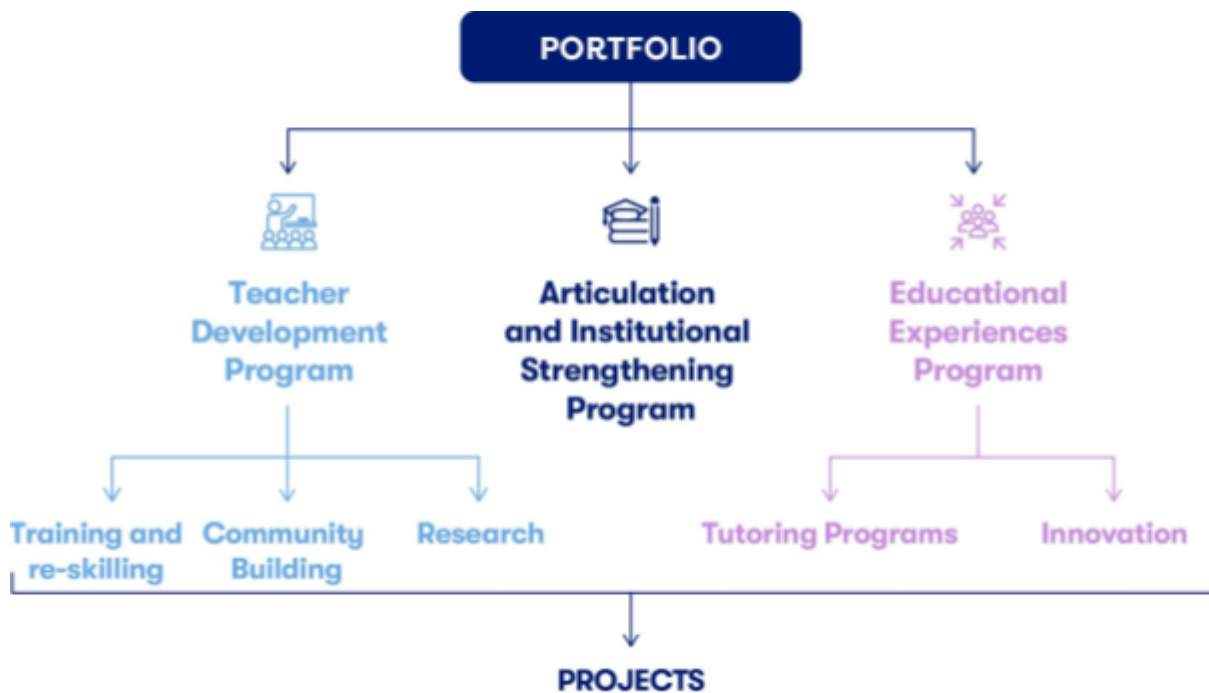 PORTFOLIO
Teacher
Development
Program
Articulation
and Institutional
Strengthening
Program
Educational
Experiences
Program
Training and
re-skilling
Community
Building
Research
Tutoring Programs
Innovation
PROJECTS